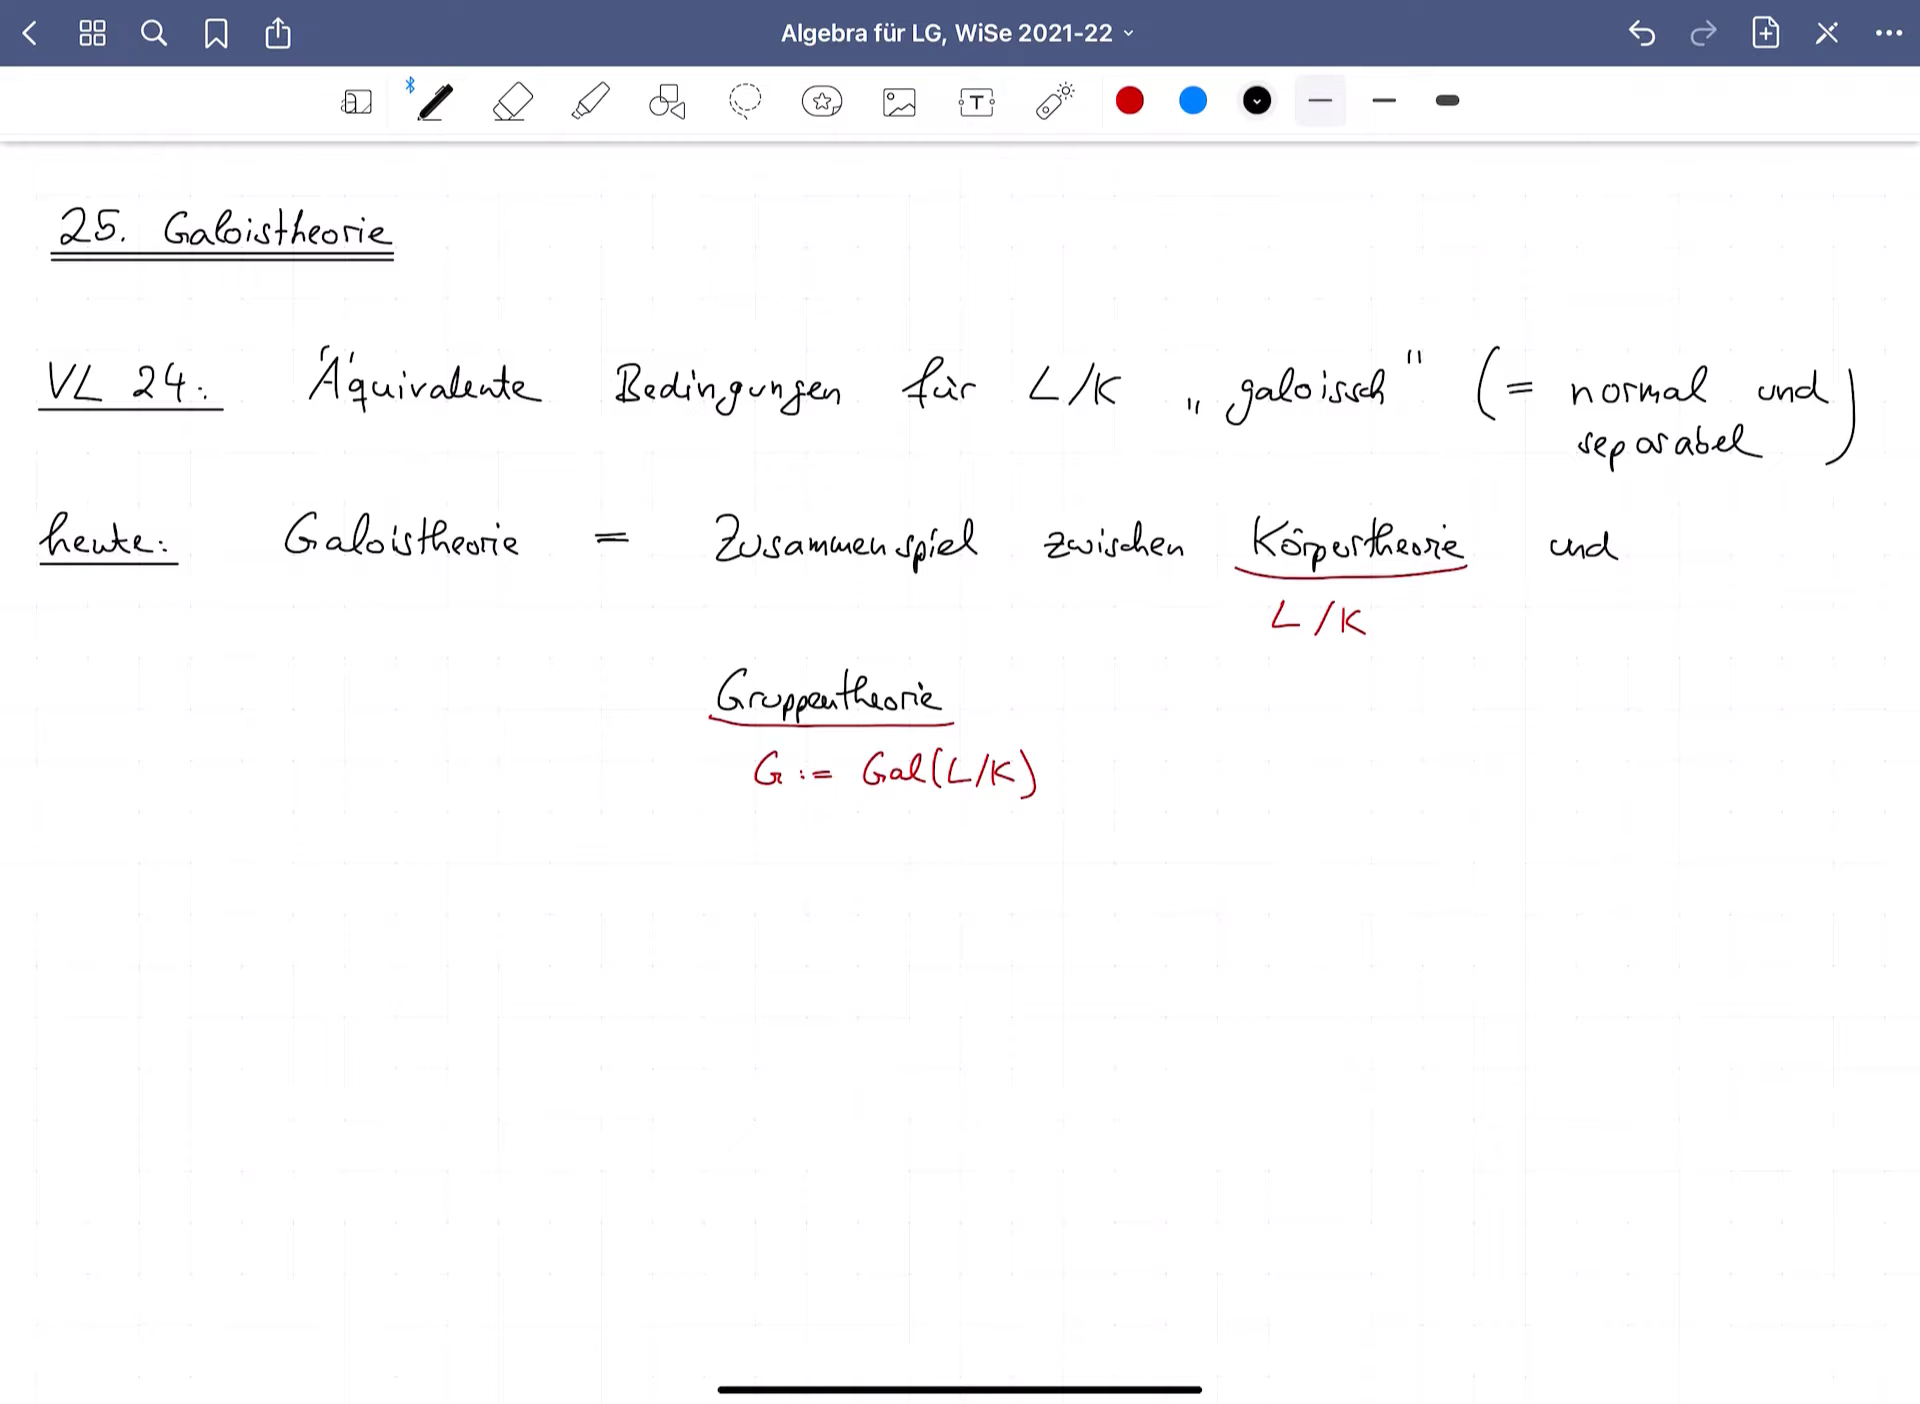 Algebra für LG, WiSe 2021-22
25. Galoistheorie
VL 24: Äquivalente Bedingungen für L/K „galoissch“ (= normal und
separabel)
heute: Galoistheorie = Zusammenspiel zwischen Körpertheorie und
L/K
Gruppentheorie
G := Gal(L/K)